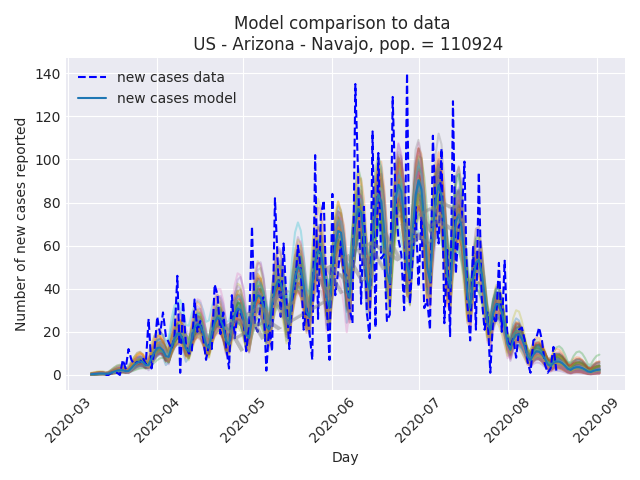 Model comparison to data
US - Arizona - Navajo, pop. = 110924
new cases data
new cases model
Number of new cases reported
140
120
100
80
60
40
20
0
2020-03
2020-04
2020-05
2020-06
2020-07
2020-08
2020-09
Day